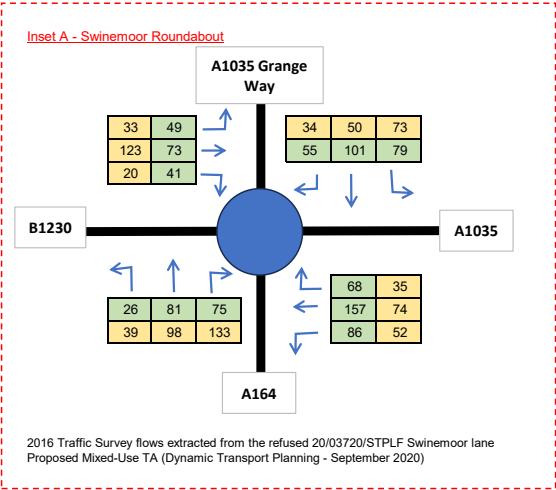 Inset A - Swinemoor Roundabout
A1035 Grange
Way
33 49
123 73
20 41
34 50 73
55 101 79
B1230
A1035
26 81 75
39 98 133
68 35
157 74
86 52
A164
2016 Traffic Survey flows extracted from the refused 20/03720/STPLF Swinemoor lane
Proposed Mixed-Use TA (Dynamic Transport Planning - September 2020)